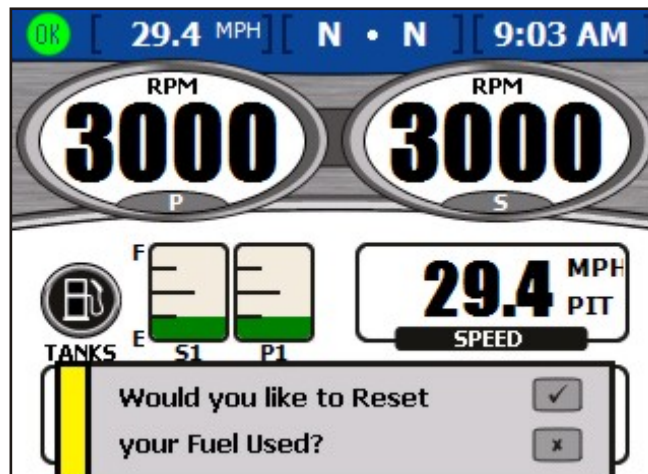 OK [ 29.4 MPH ] [ N • N ] [ 9:03 AM ]
RPM RPM
3000 3000
P S
F
E
TANKS S1 P1
29.4 MPH
PIT
SPEED
Would you like to Reset
your Fuel Used?